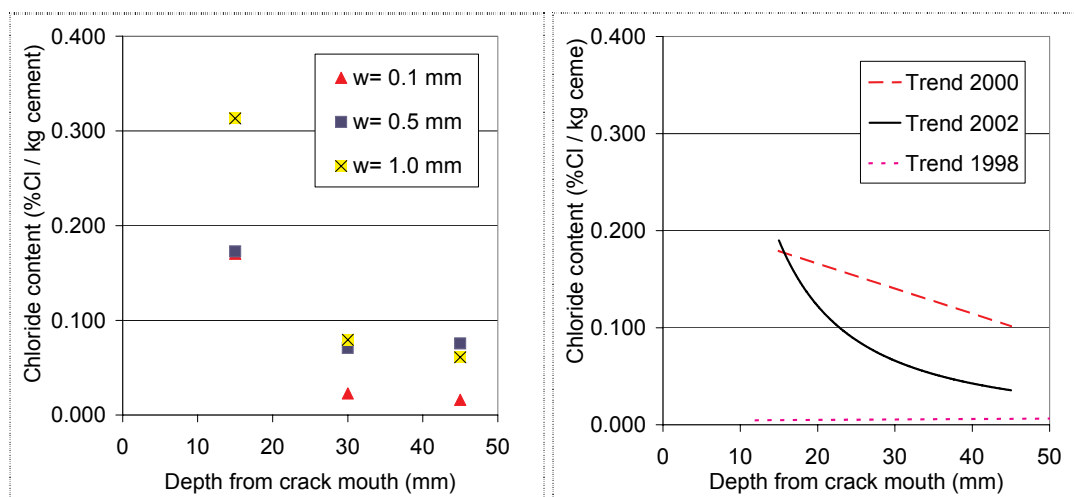 Chloride content (%Cl / kg cement)
0.400
0.300
0.200
0.100
0.000
w= 0.1 mm
w= 0.5 mm
w= 1.0 mm
0 10 20 30 40 50
Depth from crack mouth (mm)
Chloride content (%Cl / kg ceme
0.400
0.300
0.200
0.100
0.000
Trend 2000
Trend 2002
Trend 1998
0 10 20 30 40 50
Depth from crack mouth (mm)